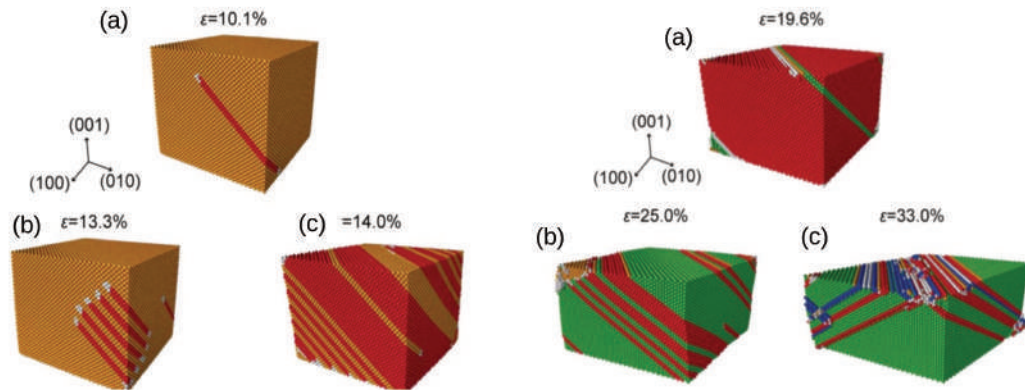 (a)
ε=10.1%
(001)
(100)
(010)
(b)
ε=13.3%
(c)
=14.0%
(a)
ε=19.6%
(001)
(100)
(010)
(b)
ε=25.0%
(c)
ε=33.0%